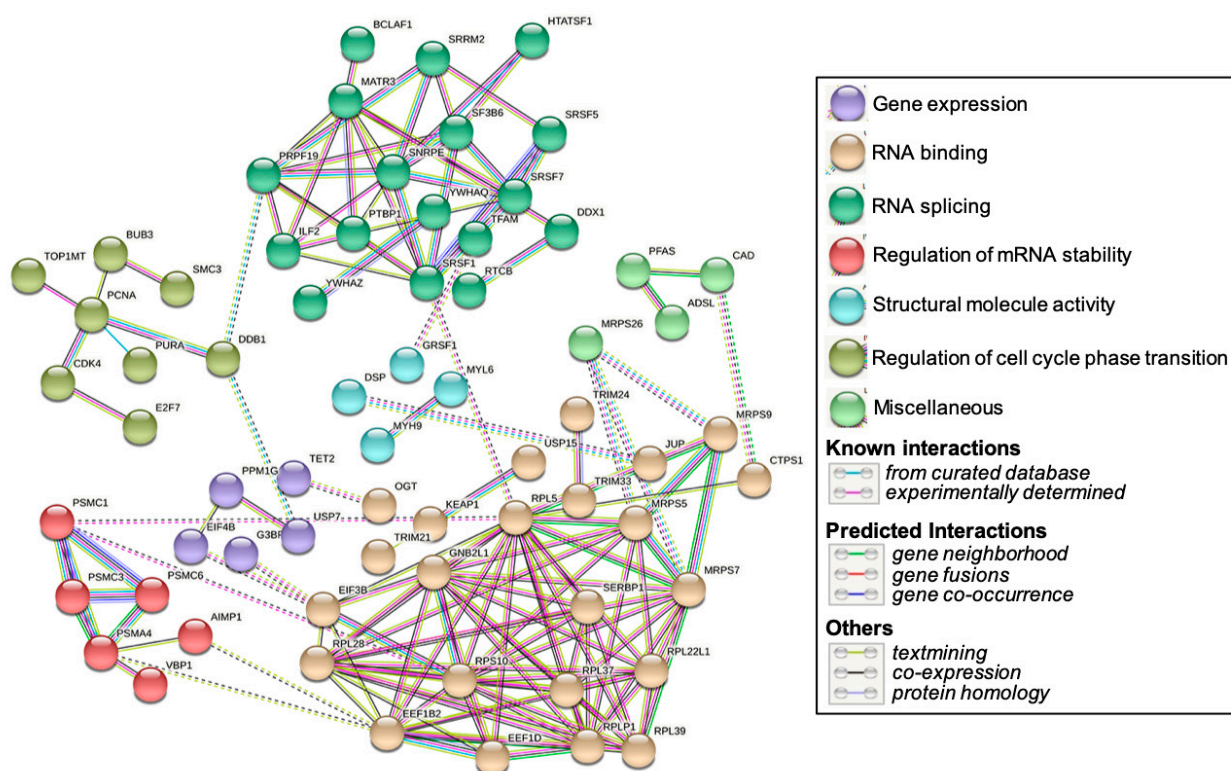 BCLAF1
SRRM2
HTATSF1
MATR3
SF3B6
SRSF5
PRPF19
SNRPE
SRSF7
YWHAQ
PTBP1
TFAM
DDX1
ILF2
SRSF1
RTCB
YWHAZ
BUB3
TOP1MT
SMC3
PCNA
PURA
DDB1
CDK4
E2F7
PFAS
CAD
ADSL
MRPS26
GRSF1
DSP
MYL6
MYH9
TRIM24
MRPS9
USP15
JUP
CTPS1
TET2
PPM1G
OGT
KEAP1
TRIM33
RPL5
MRPS5
PSMC1
USP7
EIF4B
G3BP
TRIM21
GNB2L1
MRPS7
PSMC3
PSMC6
EIF3B
SERBP1
PSMA4
AIMP1
RPL28
RPS10
RPL37
RPL22L1
VBP1
EEF1B2
EEF1D
RPLP1
RPL39
Gene expression
RNA binding
RNA splicing
Regulation of mRNA stability
Structural molecule activity
Regulation of cell cycle phase transition
Miscellaneous
Known interactions
from curated database
experimentally determined
Predicted Interactions
gene neighborhood
gene fusions
gene co-occurrence
Others
textmining
co-expression
protein homology